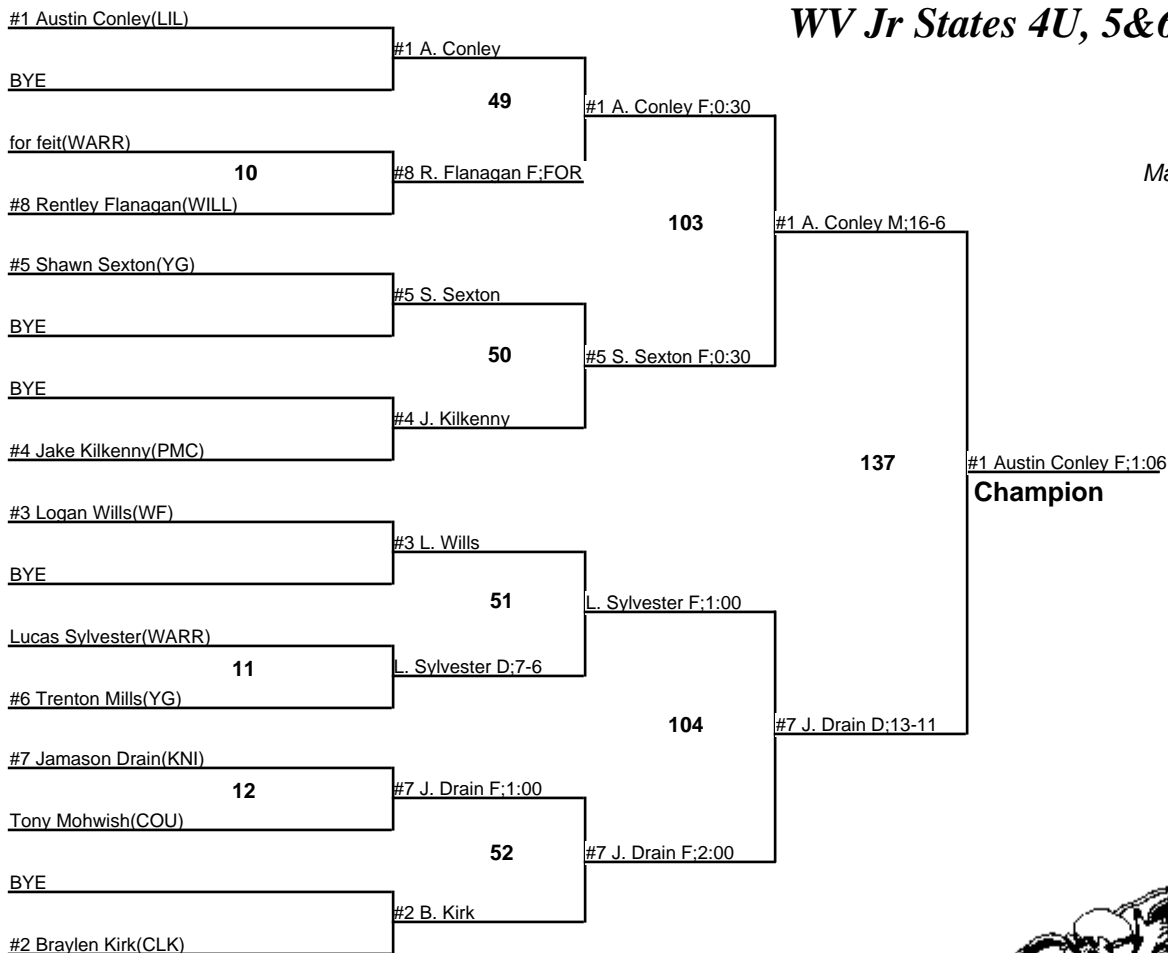 WV Jr States 4U, 5&6
#1 Austin Conley(LIL)
#1 A. Conley
BYE
49
#1 A. Conley F;0:30
for feit(WARR)
10
#8 R. Flanagan F;FOR
Ma
#8 Rentley Flanagan(WILL)
103
#1 A. Conley M;16-6
#5 Shawn Sexton(YG)
#5 S. Sexton
BYE
50
#5 S. Sexton F;0:30
BYE
#4 J. Kilkenny
#4 Jake Kilkenny(PMC)
137
#1 Austin Conley F;1:06
Champion
#3 Logan Wills(WF)
#3 L. Wills
BYE
51
L. Sylvester F;1:00
Lucas Sylvester(WARR)
11
L. Sylvester D;7-6
#6 Trenton Mills(YG)
104
#7 J. Drain D;13-11
#7 Jamason Drain(KNI)
12
#7 J. Drain F;1:00
Tony Mohwish(COU)
52
#7 J. Drain F;2:00
BYE
#2 B. Kirk
#2 Braylen Kirk(CLK)